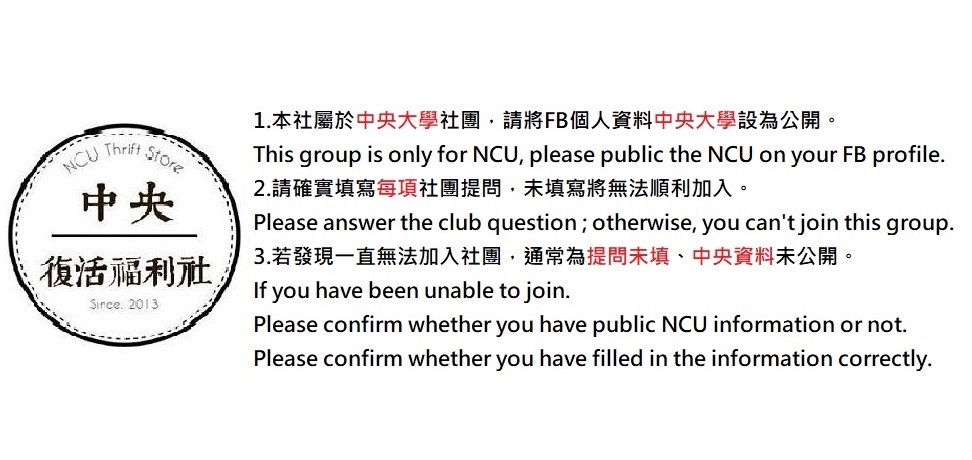 NCU Thrift Store
中央
復活福利社
Since. 2013
1.本社屬於中央大學社團，請將FB個人資料中央大學設為公開。
This group is only for NCU, please public the NCU on your FB profile.
2.請確實填寫每項社團提問，未填寫將無法順利加入。
Please answer the club question ; otherwise, you can't join this group.
3.若發現一直無法加入社團，通常為提問未填、中央資料未公開。
If you have been unable to join.
Please confirm whether you have public NCU information or not.
Please confirm whether you have filled in the information correctly.